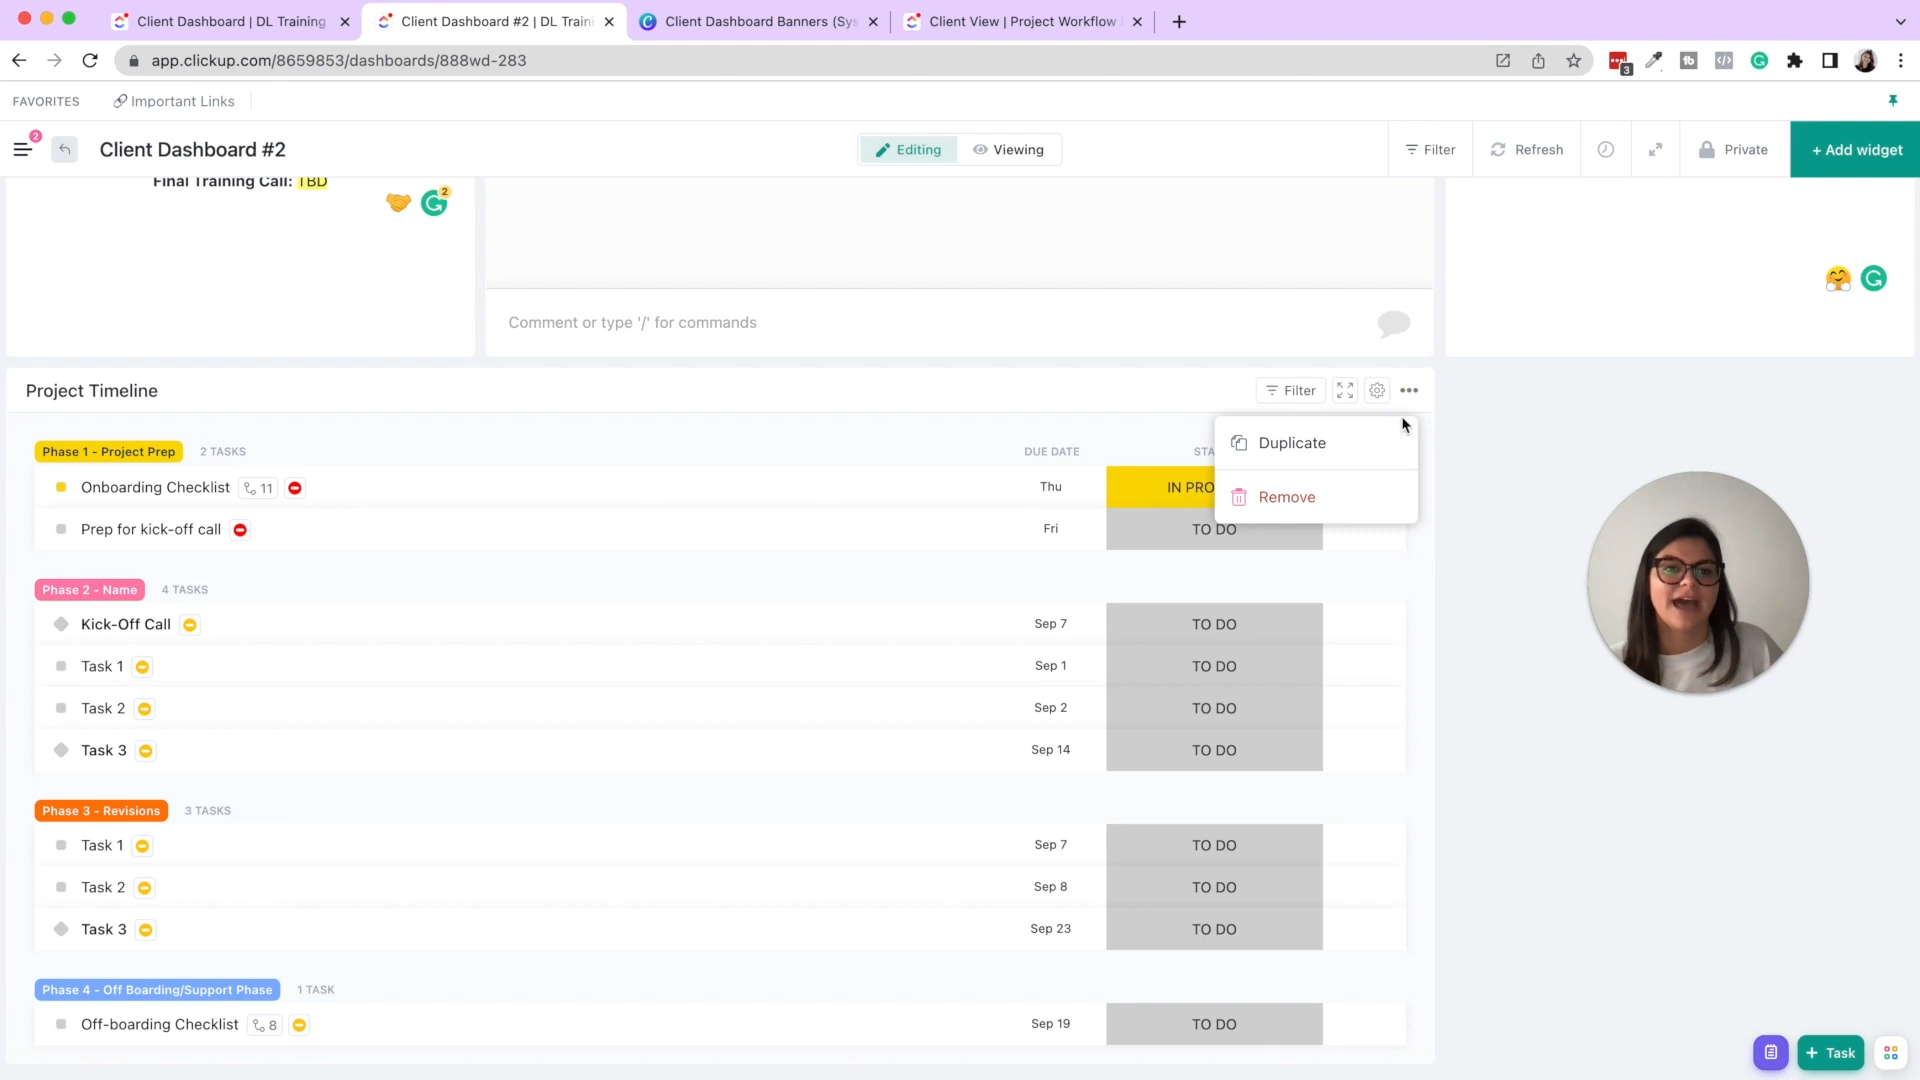 Client Dashboard | DL Training
Client Dashboard #2 | DL Traini
Client Dashboard Banners (Sys
Client View | Project Workflow
app.clickup.com/8659853/dashboards/888wd-283
3
FAVORITES
Important Links
2
Client Dashboard #2
Editing
Viewing
Filter
Refresh
Private
+ Add widget
Final Training Call: TBD
2
Comment or type '/' for commands
Project Timeline
Filter
Duplicate
Remove
Phase 1 - Project Prep 2 TASKS DUE DATE STA
Onboarding Checklist 11 Thu IN PRO
Prep for kick-off call Fri TO DO
Phase 2 - Name 4 TASKS
Kick-Off Call Sep 7 TO DO
Task 1 Sep 1 TO DO
Task 2 Sep 2 TO DO
Task 3 Sep 14 TO DO
Phase 3 - Revisions 3 TASKS
Task 1 Sep 7 TO DO
Task 2 Sep 8 TO DO
Task 3 Sep 23 TO DO
Phase 4 - Off Boarding/Support Phase 1 TASK
Off-boarding Checklist 8 Sep 19 TO DO
+ Task